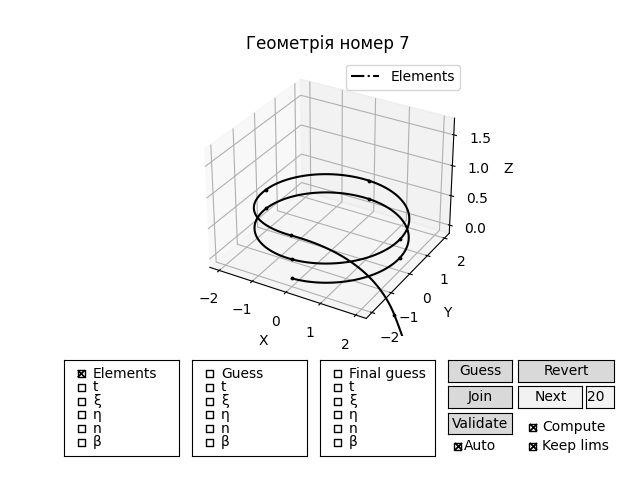 Геометрія номер 7
Elements
1.5
1.0
0.5
0.0
Z
2
1
0
−1
−2
Y
−2
−1
0
1
2
X
Elements
t
ξ
η
n
β
Guess
t
ξ
η
n
β
Final guess
t
ξ
η
n
β
Guess Revert
Join Next 20
Validate Compute
Auto Keep lims